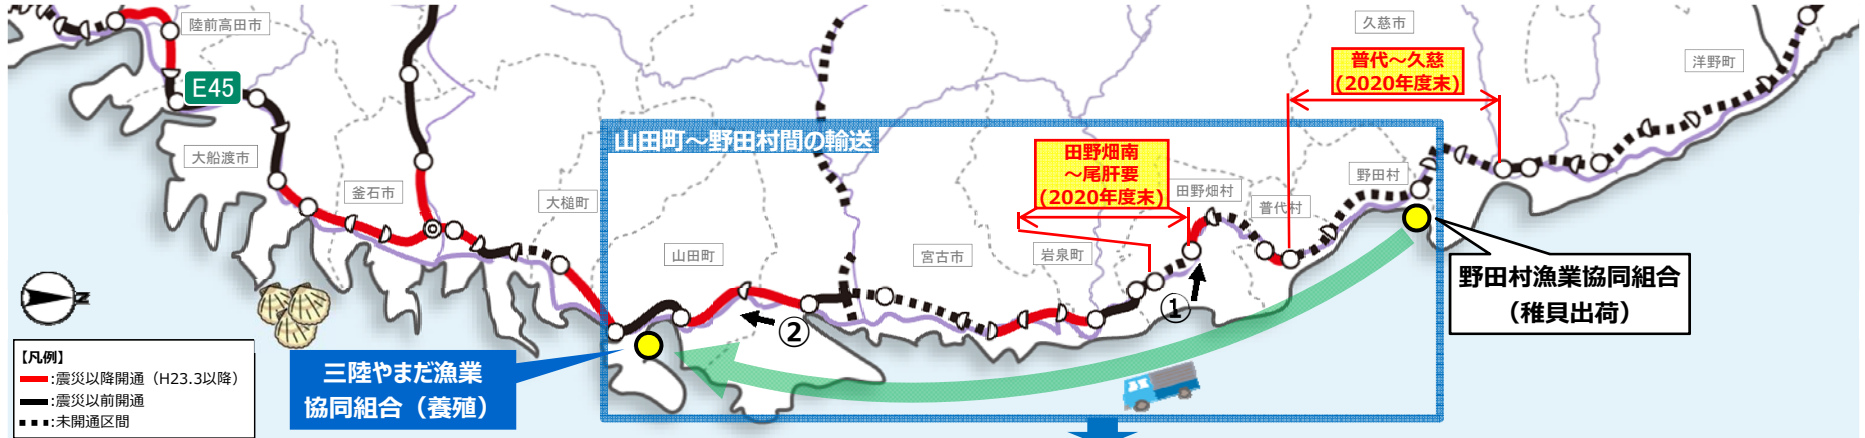 陸前高田市
久慈市
洋野町
E45
普代～久慈
(2020年度末)
山田町～野田村間の輸送
大船渡市
釜石市
大槌町
田野畑南
～尾肝要
(2020年度末)
田野畑村
普代村
野田村
山田町
宮古市
岩泉町
野田村漁業協同組合
（稚貝出荷）
N
①
②
三陸やまだ漁業
協同組合（養殖）
【凡例】
:震災以降開通（H23.3以降）
:震災以前開通
:未開通区間